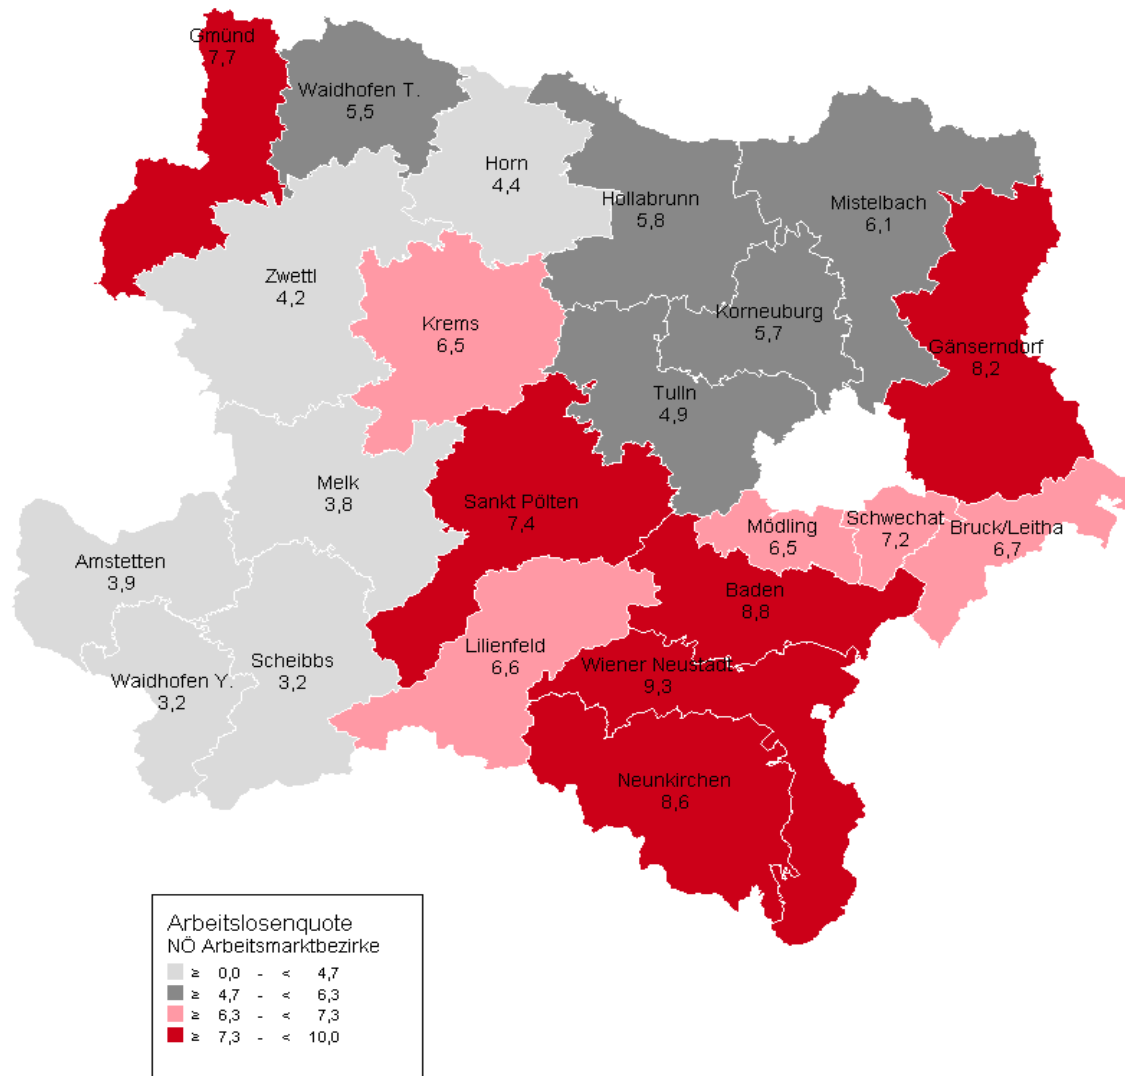 Gmünd
7,7
Waidhofen T.
5,5
Horn
4,4
Hollabrunn
5,8
Mistelbach
6,1
Zwettl
4,2
Krems
6,5
Korneuburg
5,7
Gänserndorf
8,2
Tulln
4,9
Melk
3,8
Sankt Pölten
7,4
Mödling
6,5
Schwechat
7,2
Bruck/Leitha
6,7
Amstetten
3,9
Baden
8,8
Waidhofen Y.
3,2
Scheibbs
3,2
Lilienfeld
6,6
Wiener Neustadt
9,3
Neunkirchen
8,6
Arbeitslosenquote
NÖ Arbeitsmarktbezirke
≥ 0,0 - < 4,7
≥ 4,7 - < 6,3
≥ 6,3 - < 7,3
≥ 7,3 - < 10,0